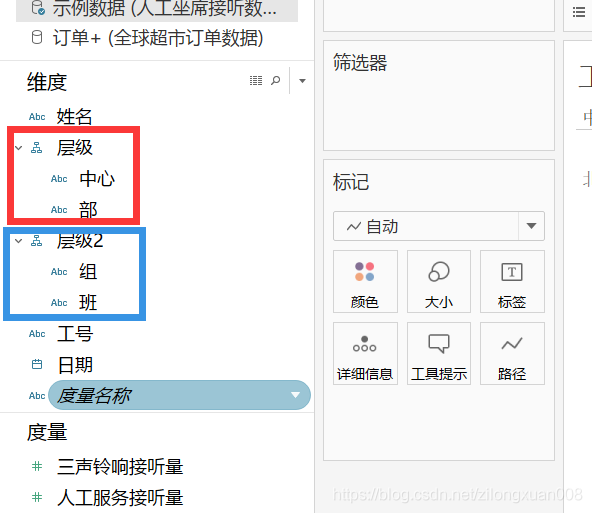 示例数据 (人工坐席接听数...
订单+ (全球超市订单数据)
维度
Abc 姓名
层级
Abc 中心
Abc 部
层级2
Abc 组
Abc 班
Abc 工号
日期
Abc 度量名称
度量
# 三声铃响接听量
# 人工服务接听量
筛选器
标记
自动
颜色
大小
T
标签
详细信息
工具提示
路径
https://blog.csdn.net/zilongxuan008